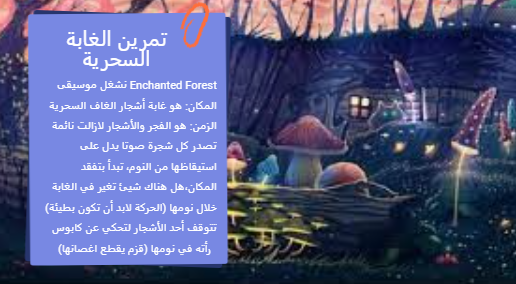 تمرين الغابة
السحرية
نشغل موسيقى Enchanted Forest
المكان: هو غابة أشجار الغاف السحرية
الزمن: هو الفجر والأشجار لازالت نائمة
تصدر كل شجرة صوتا يدل على
استيقاظها من النوم، تبدأ بتفقد
المكان،هل هناك شيئ تغير في الغابة
خلال نومها (الحركة لابد أن تكون بطيئة)
تتوقف أحد الأشجار لتحكي عن كابوس
رأته في نومها (قزم يقطع اغصانها)